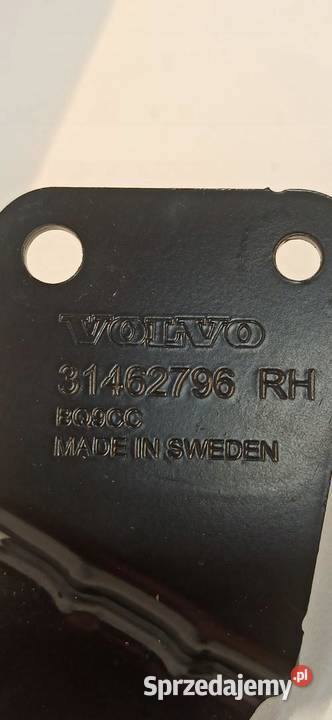 VOLVO
31462796 RH
BQ9CC
MADE IN SWEDEN
Sprzedajemy.pl